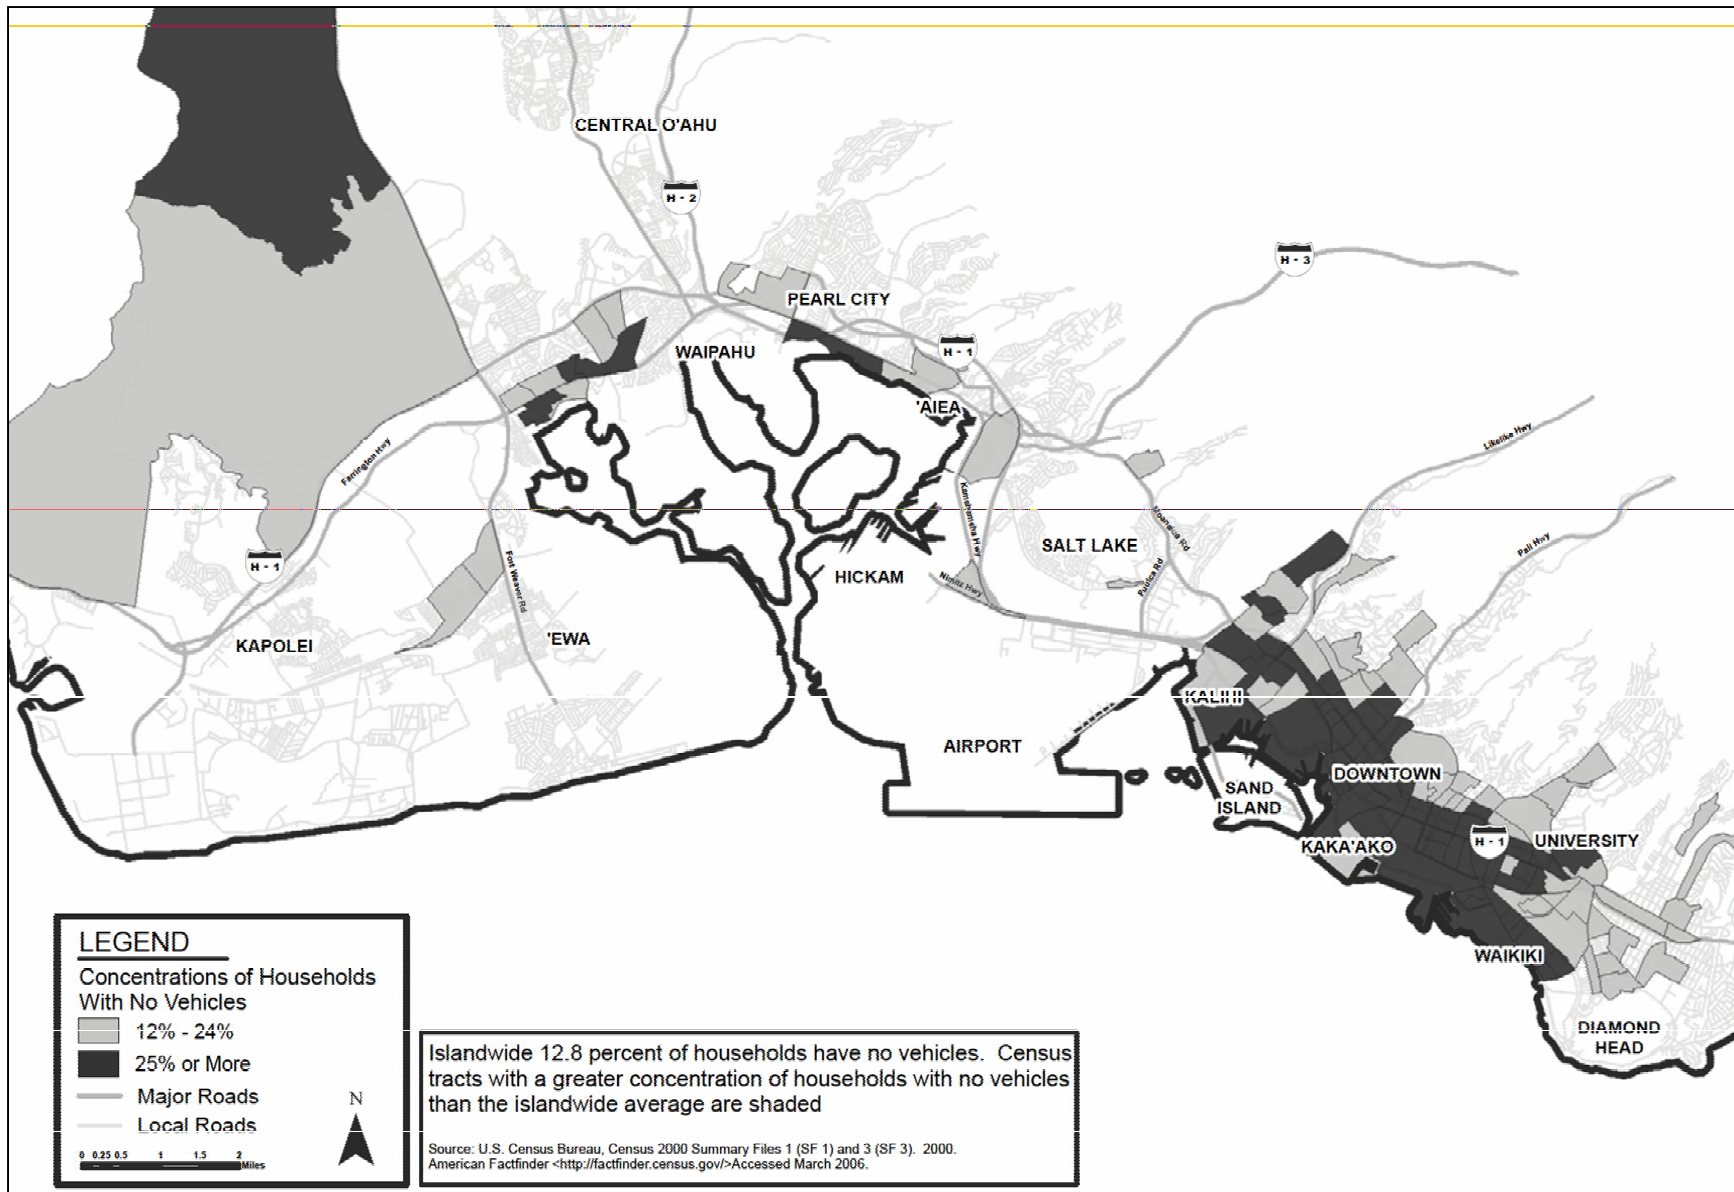 CENTRAL O'AHU
H - 2
H - 3
PEARL CITY
H - 1
WAIPAHU
'AIEA
Farrington Hwy
Likelike Hwy
Kamehameha Hwy
Moanalua Rd
Pali Hwy
SALT LAKE
H - 1
Fort Weaver Rd
HICKAM
Nimitz Hwy
Puuloa Rd
KAPOLEI
'EWA
KALIHI
AIRPORT
DOWNTOWN
SAND
ISLAND
KAKA'AKO
H - 1
UNIVERSITY
WAIKIKI
DIAMOND
HEAD
LEGEND
Concentrations of Households
With No Vehicles
12% - 24%
25% or More
Major Roads
Local Roads
N
0 0.25 0.5 1 1.5 2
Miles
Islandwide 12.8 percent of households have no vehicles. Census
tracts with a greater concentration of households with no vehicles
than the islandwide average are shaded
Source: U.S. Census Bureau, Census 2000 Summary Files 1 (SF 1) and 3 (SF 3). 2000.
American Factfinder <http://factfinder.census.gov/>Accessed March 2006.